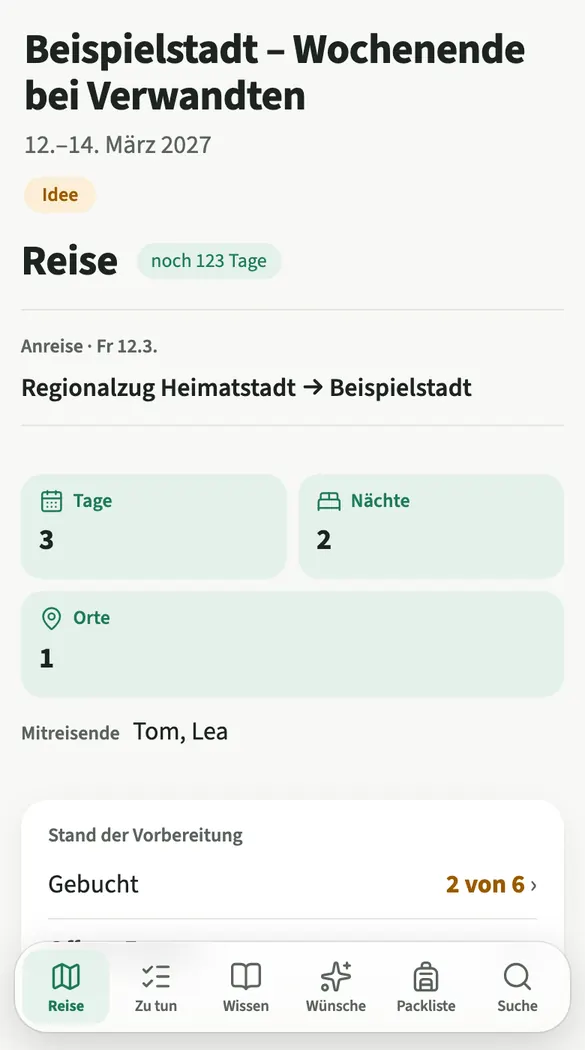 Beispielstadt – Wochenende
bei Verwandten
12.–14. März 2027
Idee
Reise noch 123 Tage
Anreise · Fr 12.3.
Regionalzug Heimatstadt → Beispielstadt
Tage
3
Nächte
2
Orte
1
Mitreisende Tom, Lea
Stand der Vorbereitung
Gebucht 2 von 6 ›
Reise
Zu tun
Wissen
Wünsche
Packliste
Suche